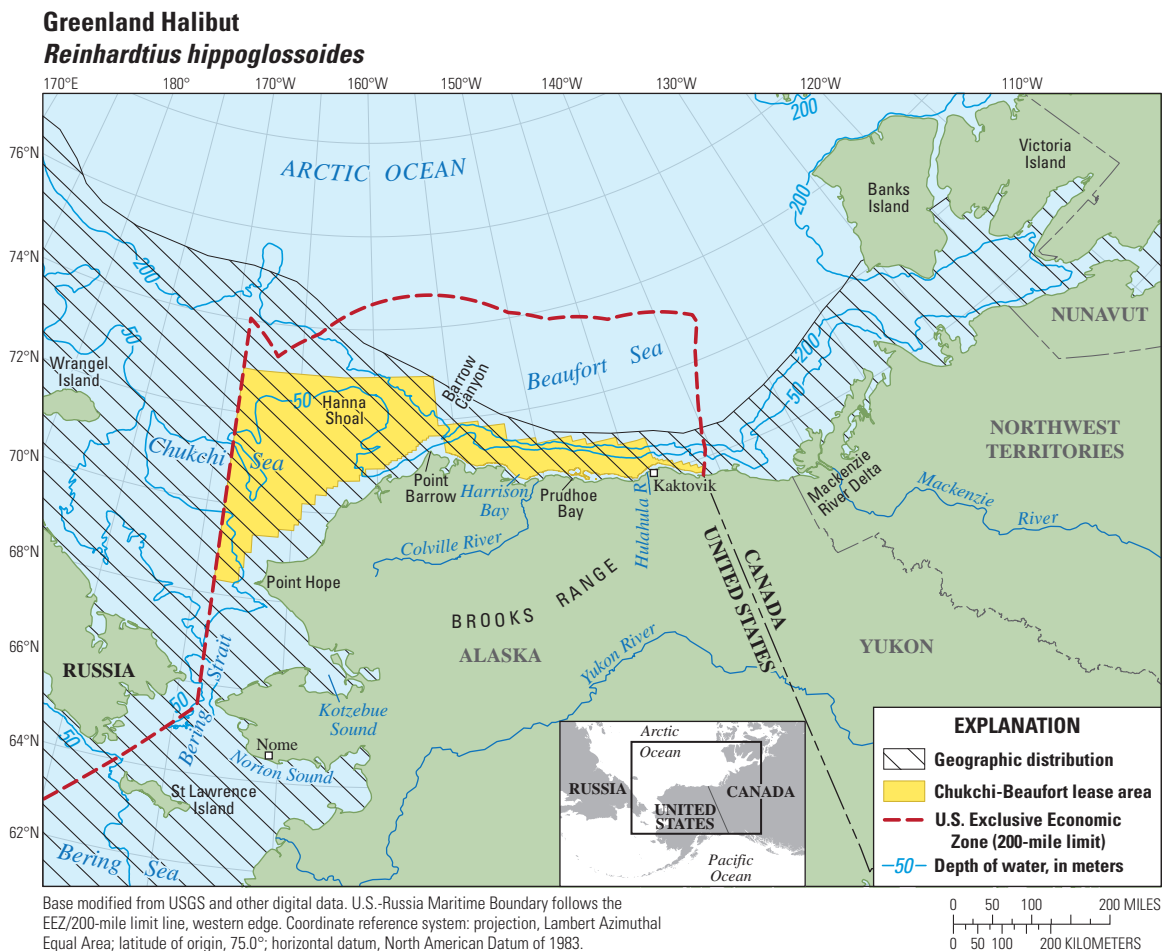 Greenland Halibut
Reinhardtius hippoglossoides
170°E
180°
170°W
160°W
150°W
140°W
130°W
120°W
110°W
76°N
74°N
72°N
70°N
68°N
66°N
64°N
62°N
ARCTIC OCEAN
200
200
200
Banks
Island
Victoria
Island
50
Wrangel
Island
Chukchi Sea
50
Hanna
Shoal
Barrow
Canyon
Beaufort Sea
200
50
NUNAVUT
NORTHWEST
TERRITORIES
Point
Barrow
Harrison
Bay
Prudhoe
Bay
Hulahula R
Kaktovik
Mackenzie
River Delta
Mackenzie River
Colville River
Point Hope
BROOKS RANGE
ALASKA
CANADA
UNITED STATES
YUKON
Yukon River
RUSSIA
Bering Strait
50
50
Kotzebue
Sound
Nome
Norton Sound
St Lawrence
Island
Bering Sea
Arctic
Ocean
RUSSIA
UNITED
STATES
CANADA
Pacific
Ocean
EXPLANATION
Geographic distribution
Chukchi-Beaufort lease area
U.S. Exclusive Economic
Zone (200-mile limit)
50 Depth of water, in meters
Base modified from USGS and other digital data. U.S.-Russia Maritime Boundary follows the
EEZ/200-mile limit line, western edge. Coordinate reference system: projection, Lambert Azimuthal
Equal Area; latitude of origin, 75.0°; horizontal datum, North American Datum of 1983.
0 50 100 200 MILES
0 50 100 200 KILOMETERS